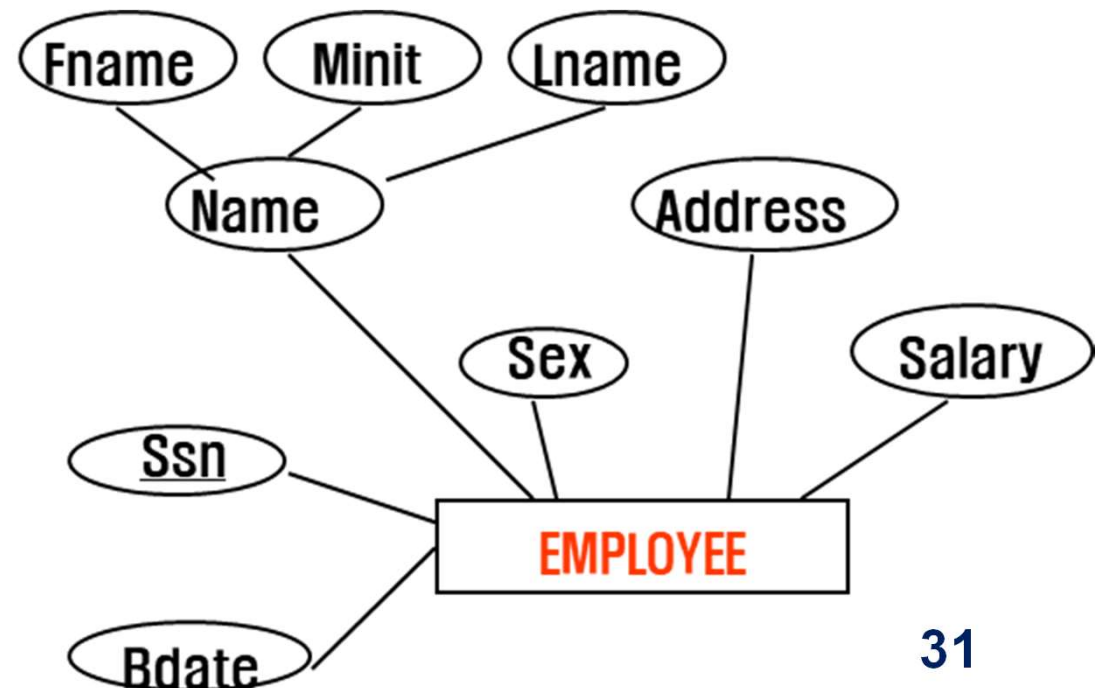 Fname Minit Lname
Name Address
Sex Salary
Ssn
EMPLOYEE
31
Bdate